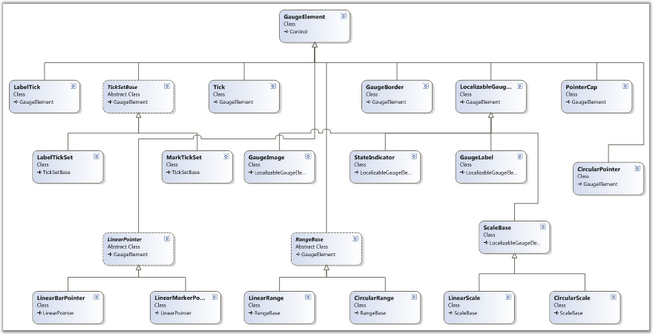 GaugeElement
Class
Control
LabelTick
Class
GaugeElement
TickSetBase
Abstract Class
GaugeElement
Tick
Class
GaugeElement
GaugeBorder
Class
GaugeElement
LocalizableGaug...
Class
GaugeElement
PointerCap
Class
GaugeElement
LabelTickSet
Class
TickSetBase
MarkTickSet
Class
TickSetBase
GaugeImage
Class
LocalizableGaugeEle...
StateIndicator
Class
LocalizableGaugeEle...
GaugeLabel
Class
LocalizableGaugeEle...
CircularPointer
Class
GaugeElement
LinearPointer
Abstract Class
GaugeElement
RangeBase
Abstract Class
GaugeElement
ScaleBase
Class
LocalizableGaugeEle...
LinearBarPointer
Class
LinearPointer
LinearMarkerPo...
Class
LinearPointer
LinearRange
Class
RangeBase
CircularRange
Class
RangeBase
LinearScale
Class
ScaleBase
CircularScale
Class
ScaleBase